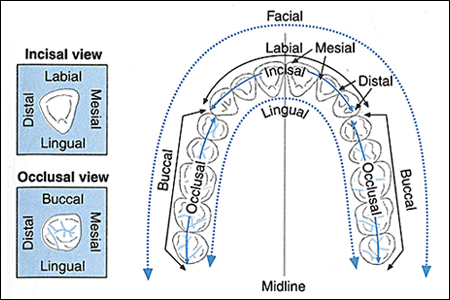 Incisal view
Labial
Distal
Mesial
Lingual
Occlusal view
Buccal
Distal
Mesial
Lingual
Facial
Labial
Mesial
Incisal
Distal
Lingual
Buccal
Occlusal
Occlusal
Buccal
Midline